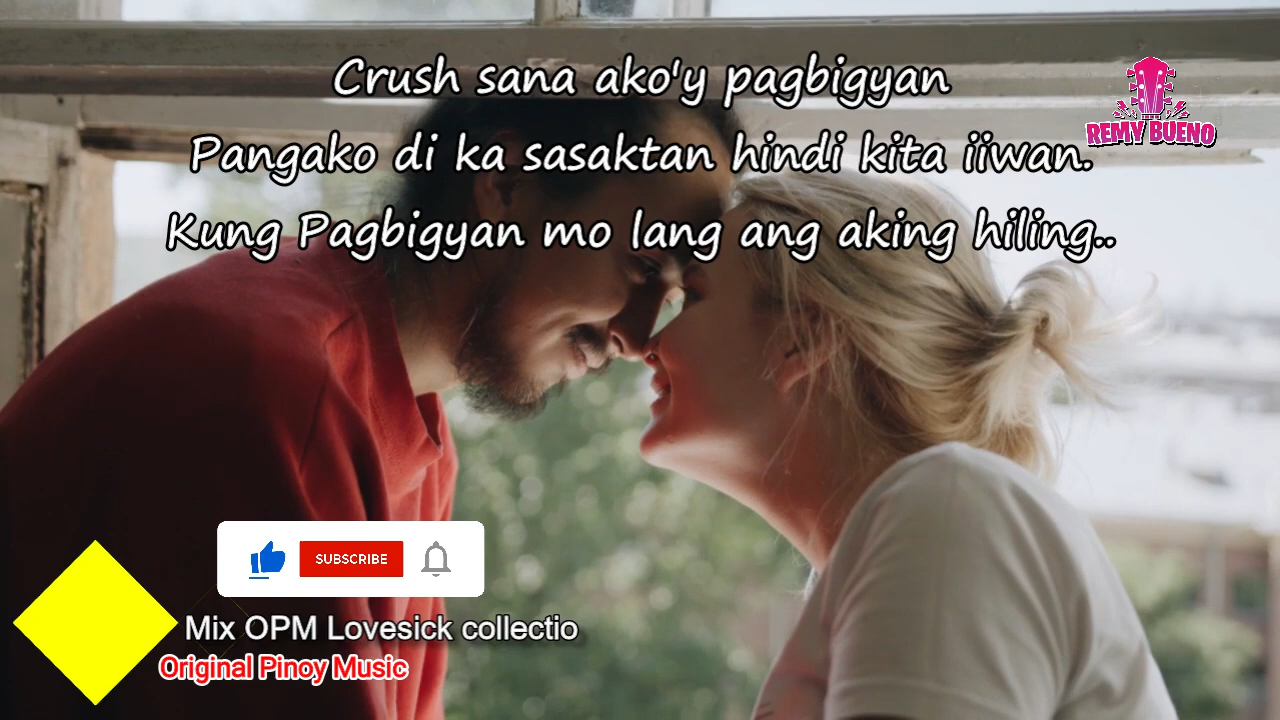 Crush sana ako'y pagbigyan
Pangako di ka sasaktan hindi kita iiwan.
Kung Pagbigyan mo lang ang aking hiling..
REMY BUENO
SUBSCRIBE
Mix OPM Lovesick collectio
Original Pinoy Music